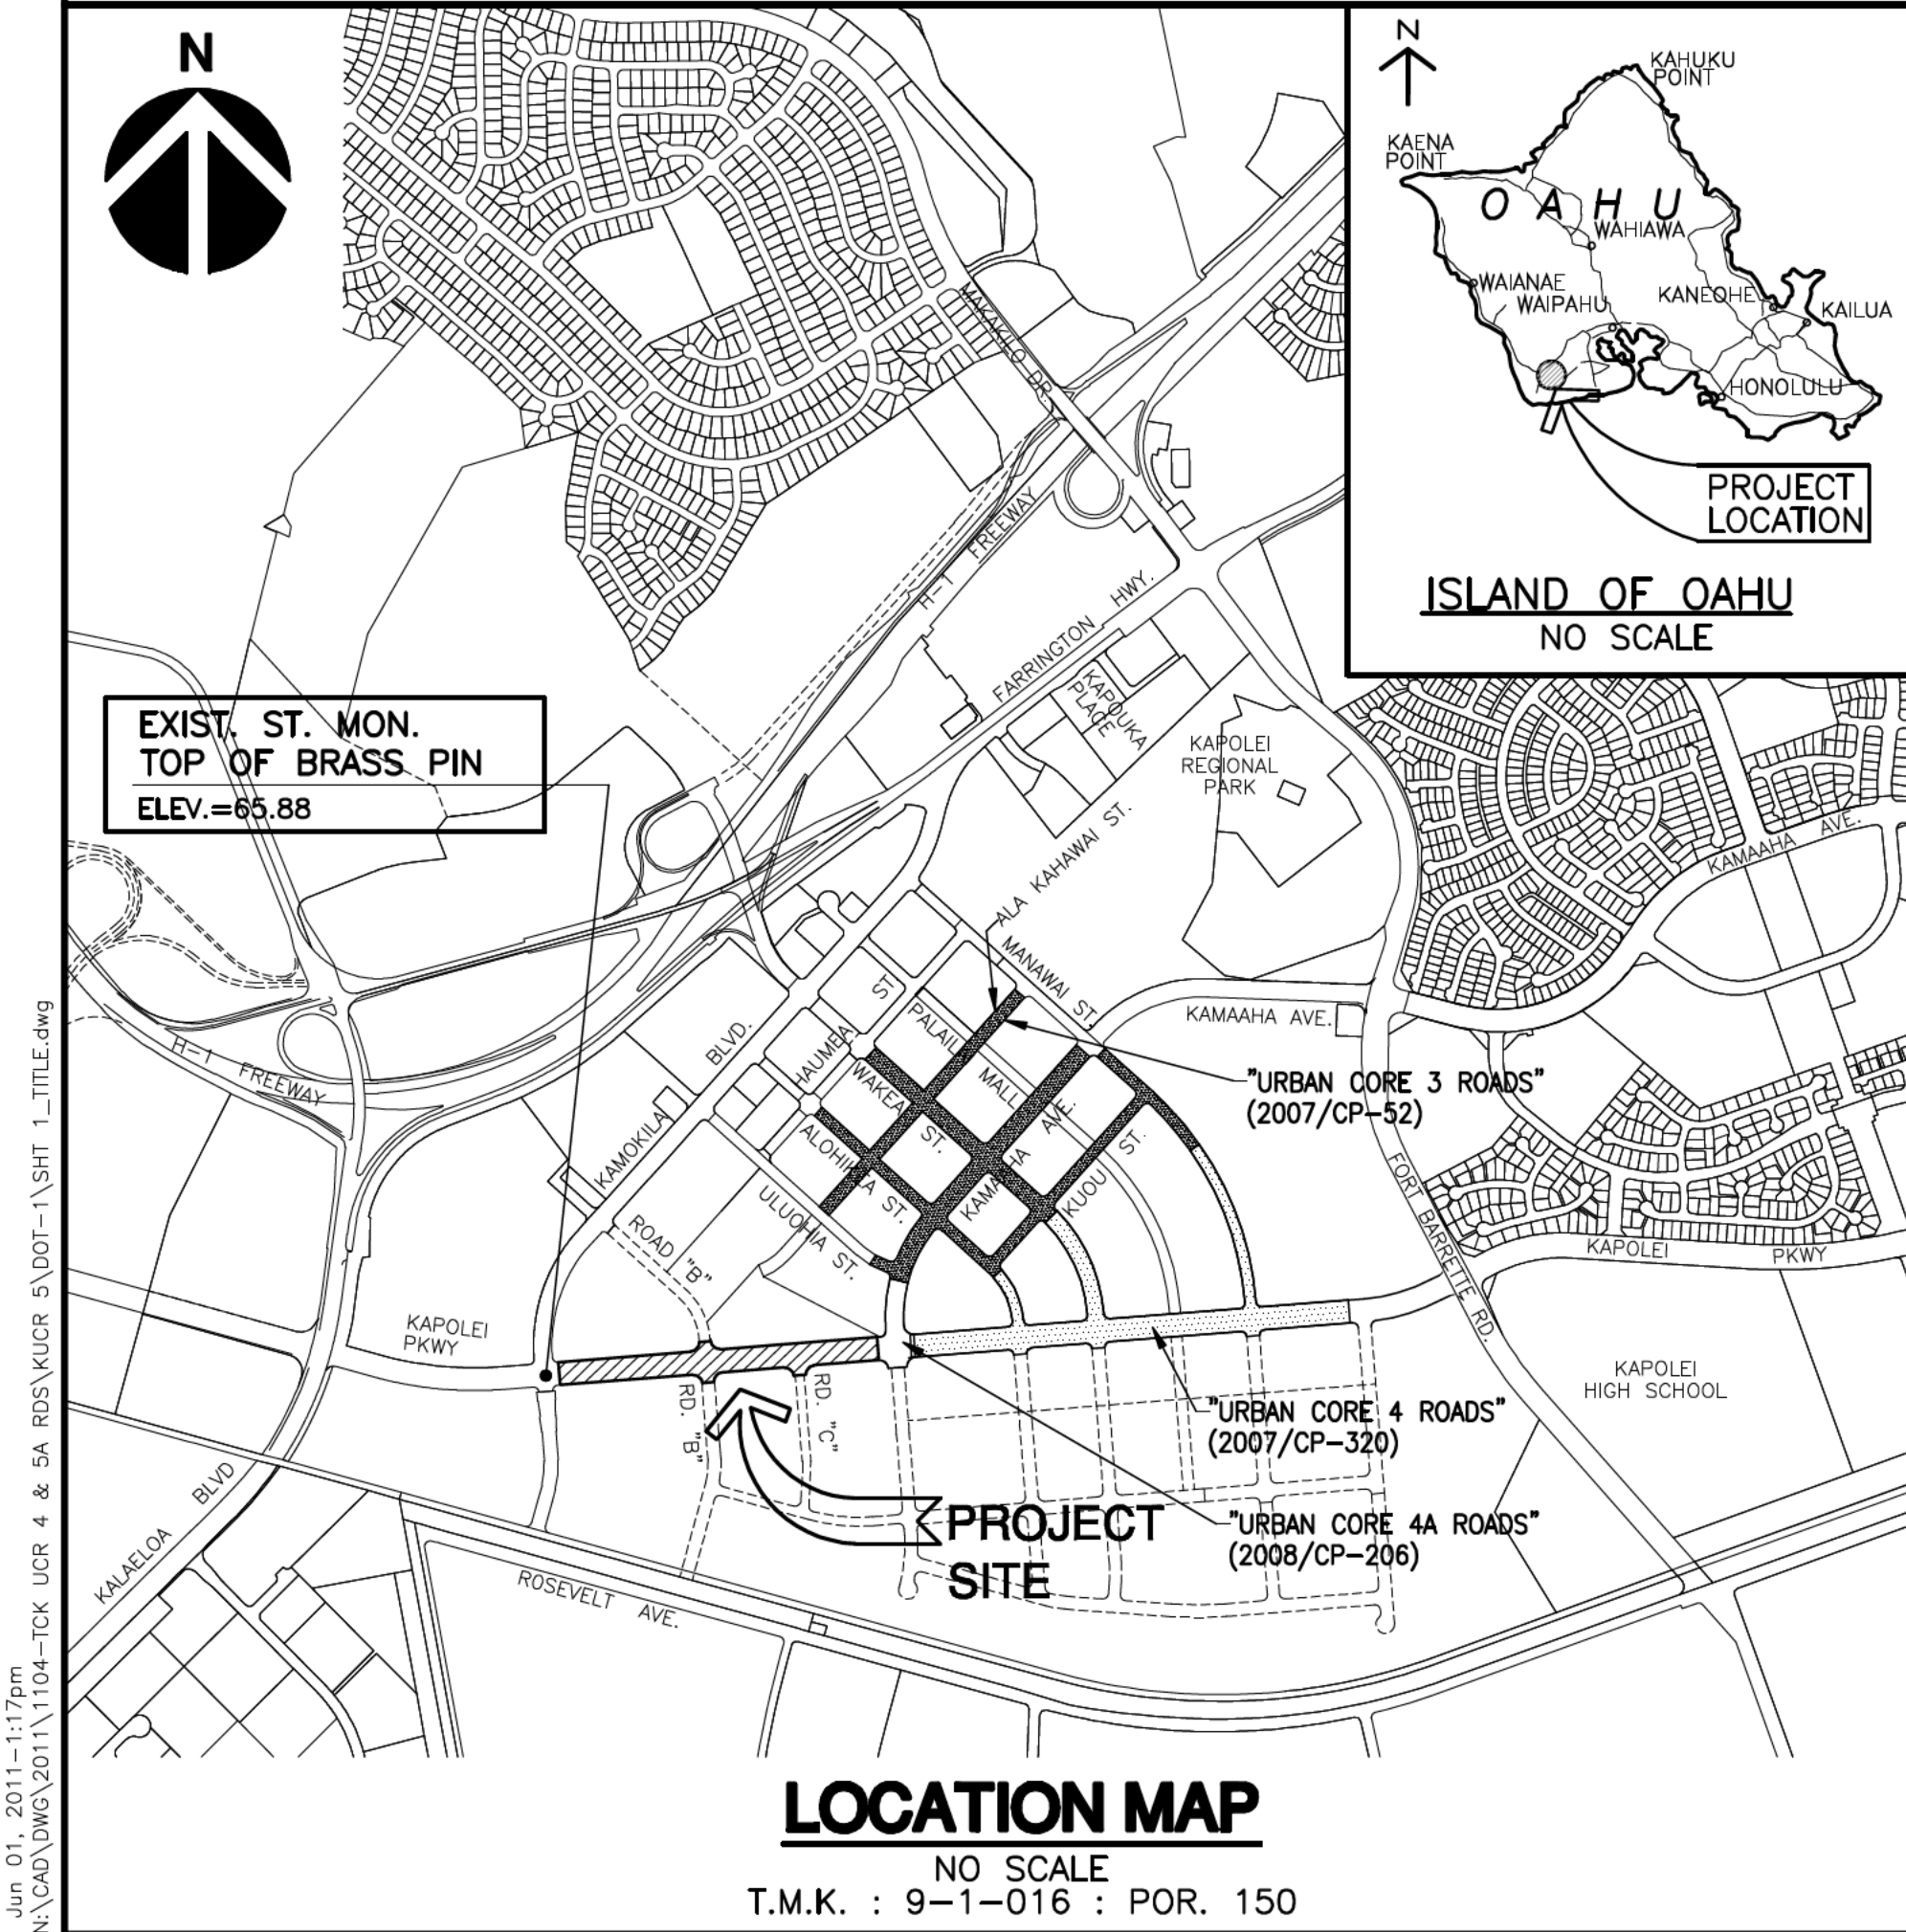 N
N
KAHUKU
POINT
KAENA
POINT
OAHU
WAHIAWA
WAIANAE
WAIPAHU
KANEOHE
KAILUA
HONOLULU
PROJECT
LOCATION
ISLAND OF OAHU
NO SCALE
MAKAKILO DR.
H-1 FREEWAY
FARRINGTON HWY.
KAPOUKA
PLACE
KAPOLEI
REGIONAL
PARK
EXIST. ST. MON.
TOP OF BRASS PIN
ELEV.=65.88
ALA KAHAWAI ST.
KAMAAHA AVE.
MANAWAI ST.
KAMAAHA AVE.
H-1 FREEWAY
KAMOKILA BLVD.
HAUMEA ST.
PALAILAI MALL
WAKEA ST.
ALOHIKEA ST.
KAMAAHA AVE.
KUOU ST.
ULUOHIA ST.
ROAD "B"
"URBAN CORE 3 ROADS"
(2007/CP-52)
FORT BARRETTE RD.
KAPOLEI PKWY
KAPOLEI
PKWY
KAPOLEI
HIGH SCHOOL
RD. "B"
RD. "C"
"URBAN CORE 4 ROADS"
(2007/CP-320)
"URBAN CORE 4A ROADS"
(2008/CP-206)
PROJECT
SITE
KALAELOA BLVD
ROSEVELT AVE.
LOCATION MAP
NO SCALE
T.M.K. : 9-1-016 : POR. 150
Jun 01, 2011-1:17pm
N:\CAD\DWG\2011\1104-TCK UCR 4 & 5A RDS\KUCR 5\DOT-1\SHT 1_TITLE.dwg